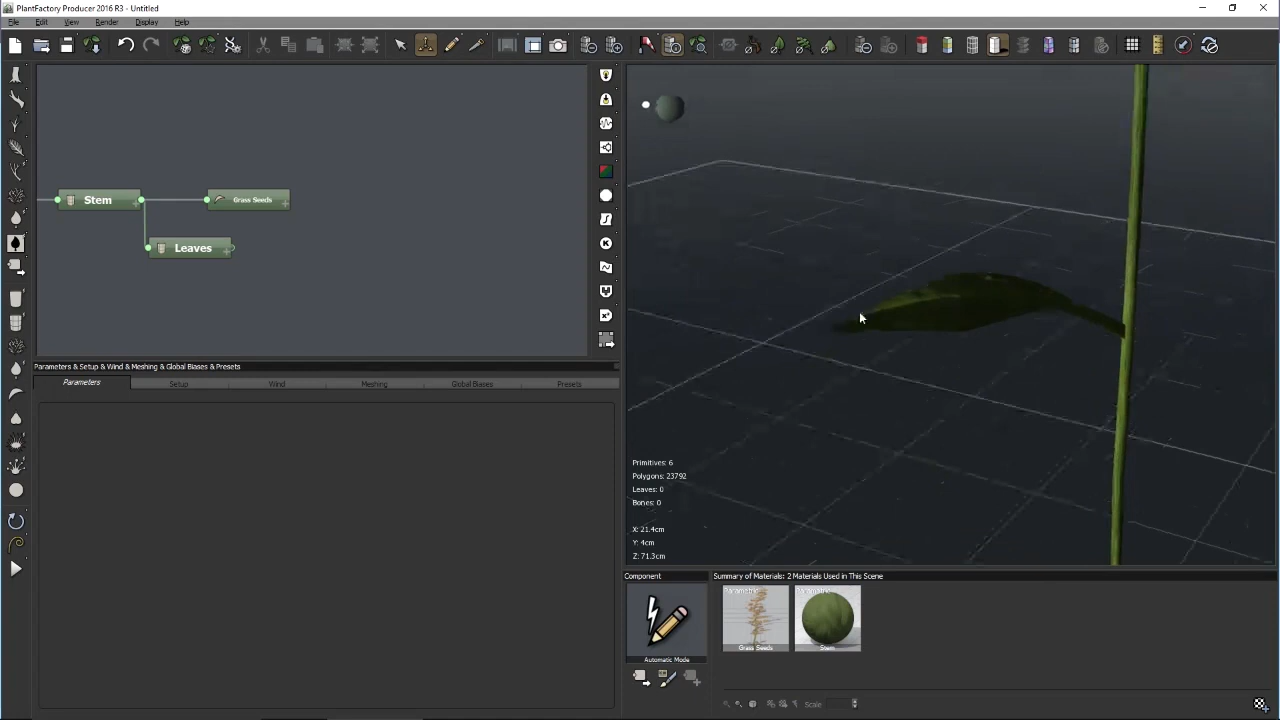 PlantFactory Producer 2016 R3 - Untitled
File Edit View Render Display Help
Stem
Grass Seeds
Leaves
Parameters & Setup & Wind & Meshing & Global Biases & Presets
Parameters Setup Wind Meshing Global Biases Presets
Primitives: 6
Polygons: 23792
Leaves: 0
Bones: 0
X: 21.4cm
Y: 4cm
Z: 71.3cm
Component
Automatic Mode
Summary of Materials: 2 Materials Used in This Scene
Parametric
Grass Seeds
Parametric
Stem
Scale